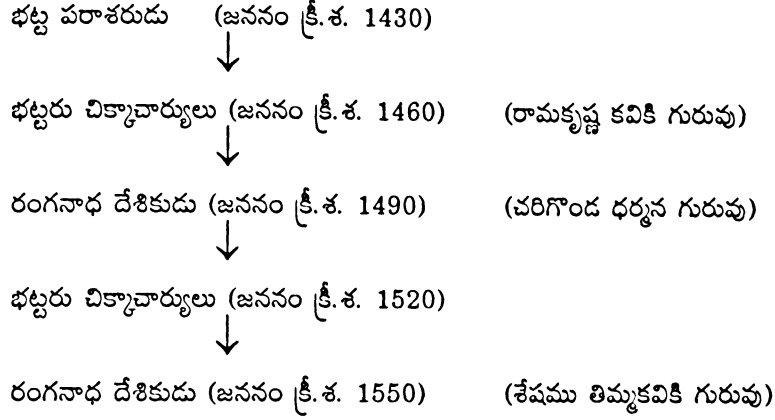 భట్ట పరాశరుడు (జననం క్రీ.శ. 1430)
భట్టరు చిక్కాచార్యులు (జననం క్రీ.శ. 1460) (రామకృష్ణ కవికి గురువు)
రంగనాధ దేశికుడు (జననం క్రీ.శ. 1490) (చరిగొండ ధర్మన గురువు)
భట్టరు చిక్కాచార్యులు (జననం క్రీ.శ. 1520)
రంగనాధ దేశికుడు (జననం క్రీ.శ. 1550) (శేషము తిమ్మకవికి గురువు)